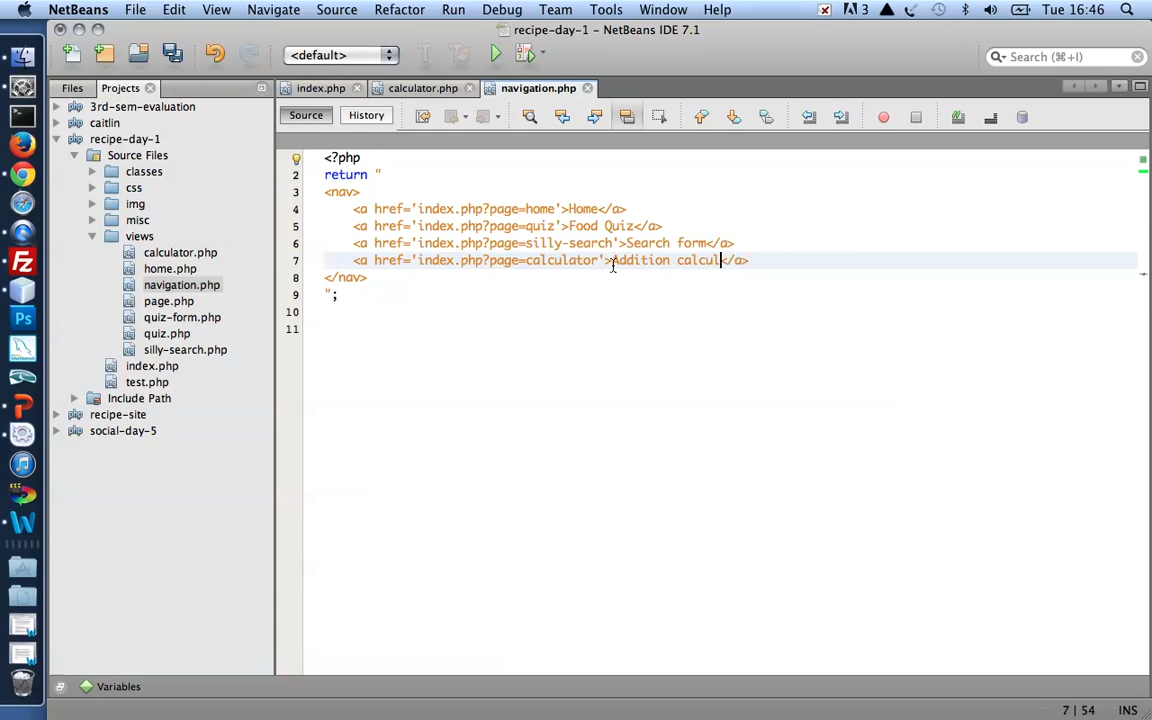 NetBeans File Edit View Navigate Source Refactor Run Debug Team Tools Window Help 3 Tue 16:46
recipe-day-1 – NetBeans IDE 7.1
<default> Search (⌘+I)
Files Projects index.php calculator.php navigation.php
3rd-sem-evaluation
caitlin
recipe-day-1
Source Files
classes
css
img
misc
views
calculator.php
home.php
navigation.php
page.php
quiz-form.php
quiz.php
silly-search.php
index.php
test.php
Include Path
recipe-site
social-day-5
Source History
<?php
2 return "
3 <nav>
4 <a href='index.php?page=home'>Home</a>
5 <a href='index.php?page=quiz'>Food Quiz</a>
6 <a href='index.php?page=silly-search'>Search form</a>
7 <a href='index.php?page=calculator'>Addition calcul</a>
8 </nav>
9 ";
10
11
Variables
7 | 54 INS